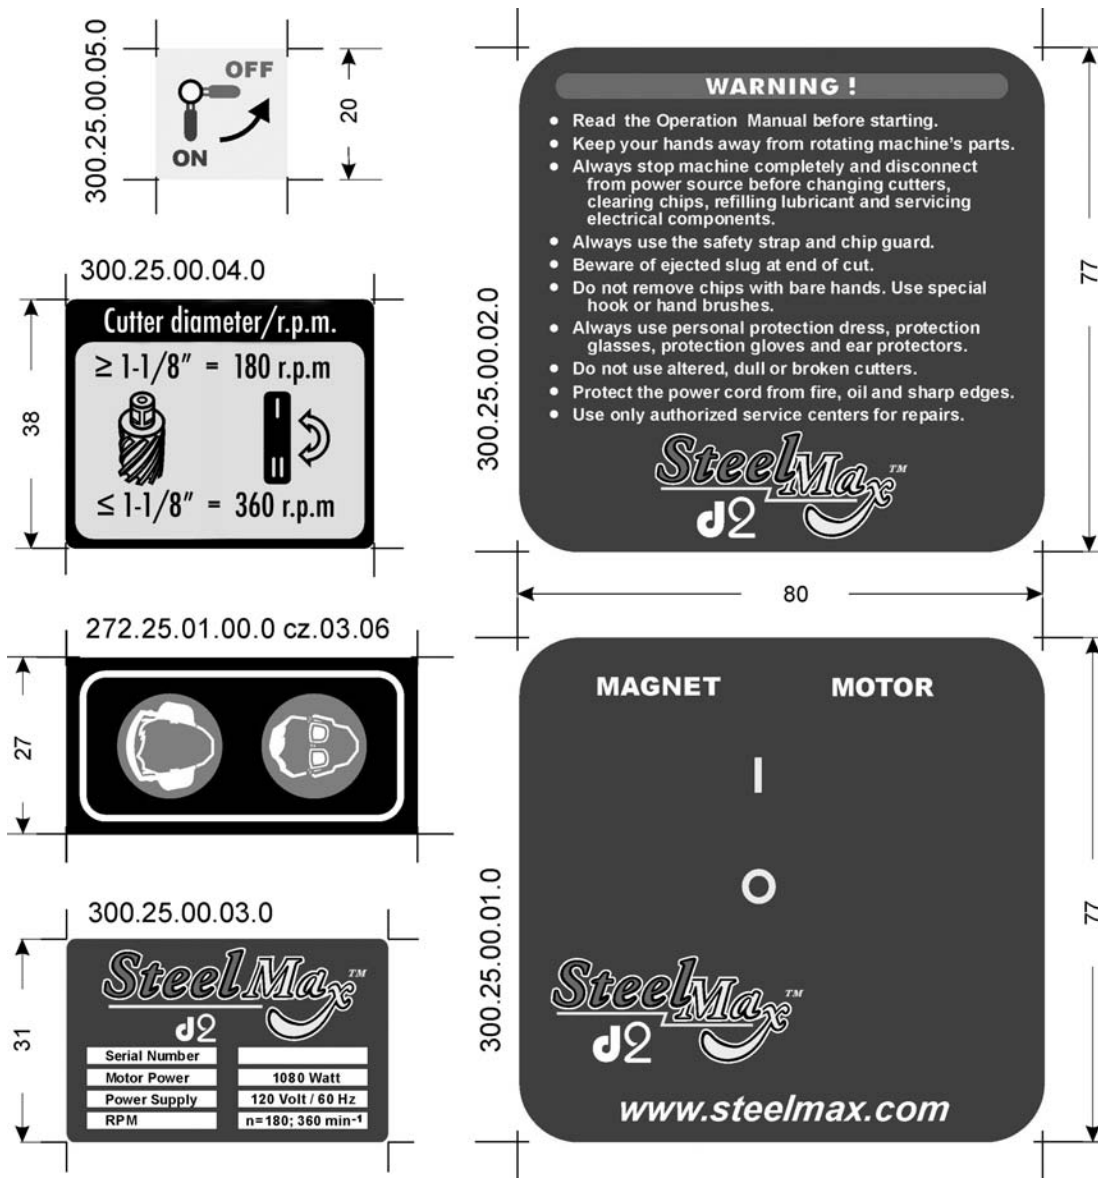 300.25.00.05.0
OFF
ON
20
300.25.00.04.0
38
Cutter diameter/r.p.m.
≥ 1-1/8" = 180 r.p.m
I
II
≤ 1-1/8" = 360 r.p.m
272.25.01.00.0 cz.03.06
27
300.25.00.03.0
31
SteelMax™
d2
Serial Number
Motor Power 1080 Watt
Power Supply 120 Volt / 60 Hz
RPM n=180; 360 min-1
300.25.00.02.0
77
WARNING !
• Read the Operation Manual before starting.
• Keep your hands away from rotating machine's parts.
• Always stop machine completely and disconnect
from power source before changing cutters,
clearing chips, refilling lubricant and servicing
electrical components.
• Always use the safety strap and chip guard.
• Beware of ejected slug at end of cut.
• Do not remove chips with bare hands. Use special
hook or hand brushes.
• Always use personal protection dress, protection
glasses, protection gloves and ear protectors.
• Do not use altered, dull or broken cutters.
• Protect the power cord from fire, oil and sharp edges.
• Use only authorized service centers for repairs.
SteelMax™
d2
80
300.25.00.01.0
77
MAGNET MOTOR
I
O
SteelMax™
d2
www.steelmax.com